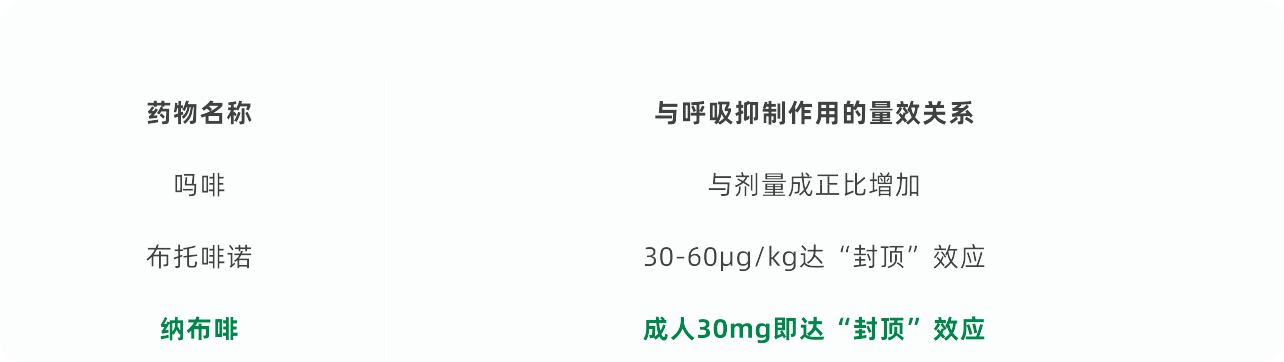 药物名称 与呼吸抑制作用的量效关系
吗啡 与剂量成正比增加
布托啡诺 30-60μg/kg达“封顶”效应
纳布啡 成人30mg即达“封顶”效应